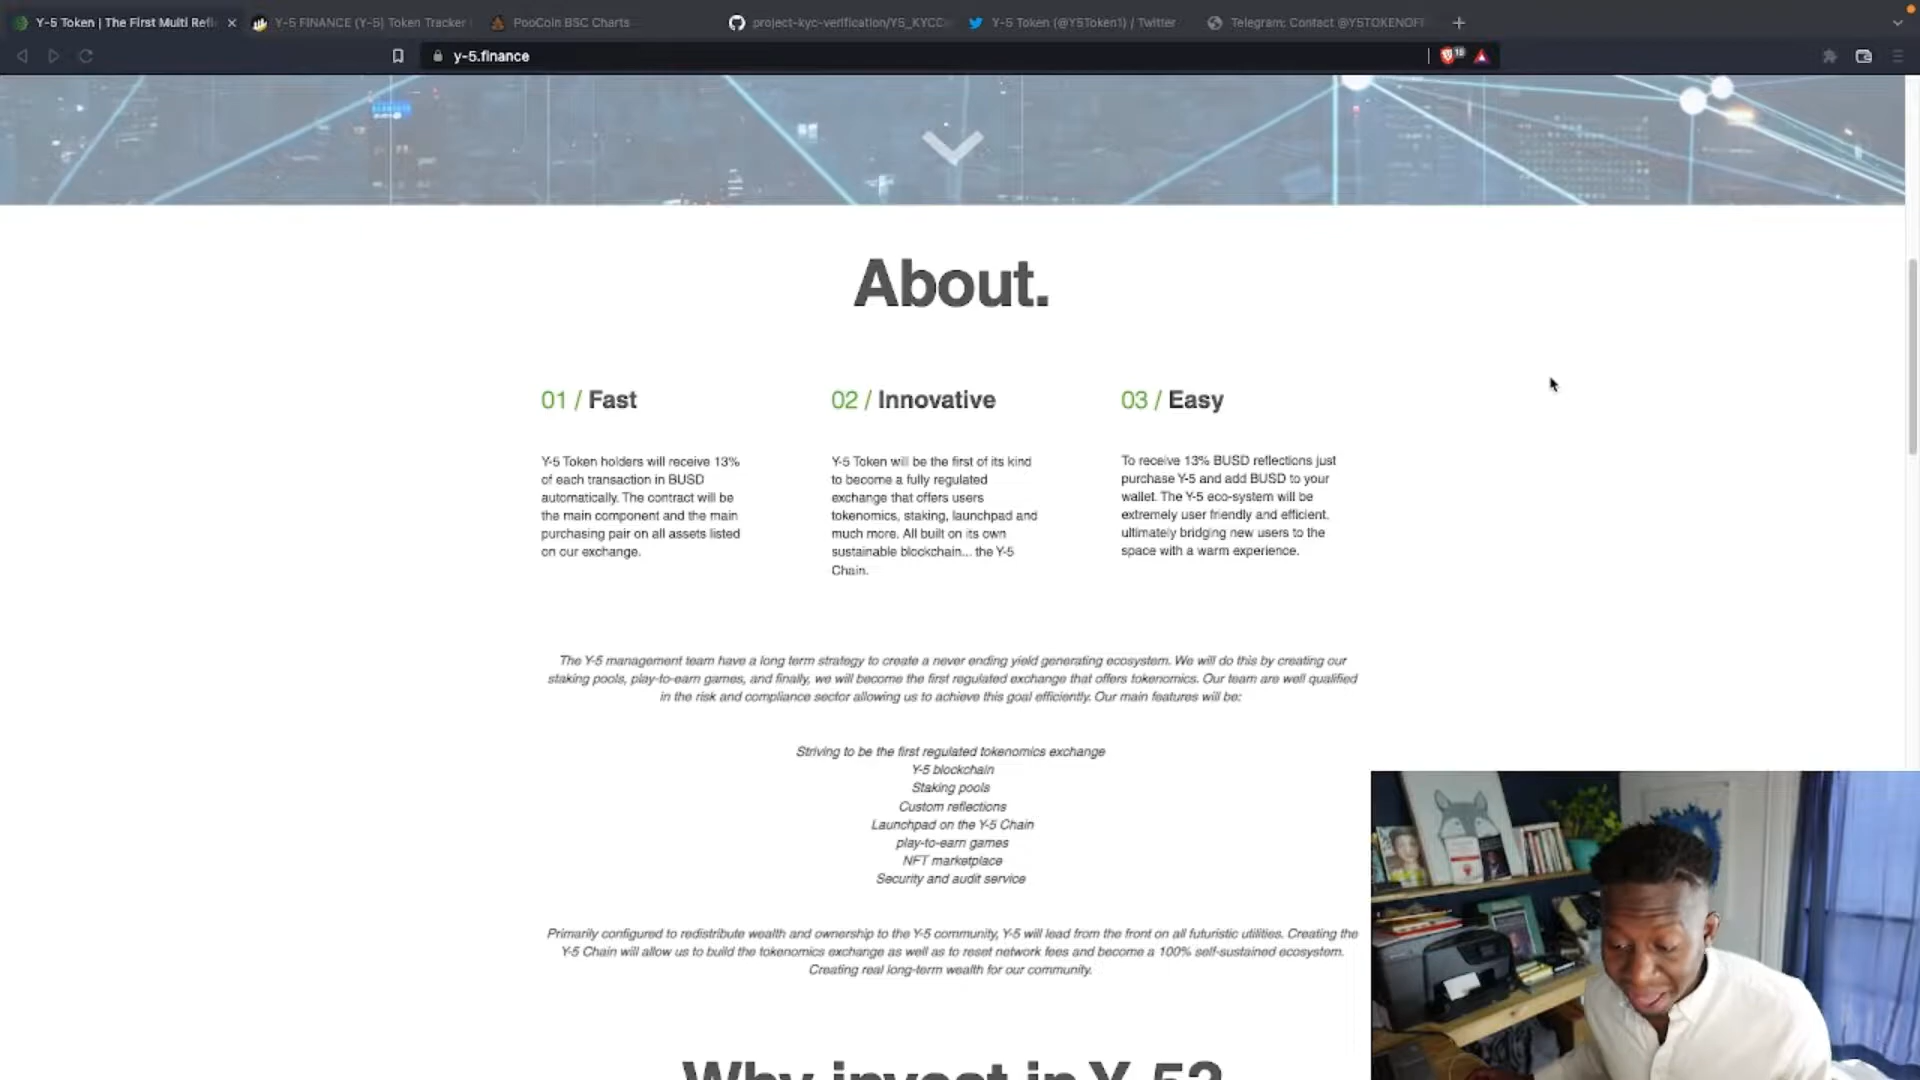 Y-5 Token | The First Multi Refl
Y-5 FINANCE (Y-5) Token Tracker
PooCoin BSC Charts
project-kyc-verification/Y5_KYCC
Y-5 Token (@Y5Token1) / Twitter
Telegram: Contact @Y5TOKENOFF
y-5.finance
18
About.
01 / Fast
Y-5 Token holders will receive 13%
of each transaction in BUSD
automatically. The contract will be
the main component and the main
purchasing pair on all assets listed
on our exchange.
02 / Innovative
Y-5 Token will be the first of its kind
to become a fully regulated
exchange that offers users
tokenomics, staking, launchpad and
much more. All built on its own
sustainable blockchain... the Y-5
Chain.
03 / Easy
To receive 13% BUSD reflections just
purchase Y-5 and add BUSD to your
wallet. The Y-5 eco-system will be
extremely user friendly and efficient,
ultimately bridging new users to the
space with a warm experience.
The Y-5 management team have a long term strategy to create a never ending yield generating ecosystem. We will do this by creating our
staking pools, play-to-earn games, and finally, we will become the first regulated exchange that offers tokenomics. Our team are well qualified
in the risk and compliance sector allowing us to achieve this goal efficiently. Our main features will be:
Striving to be the first regulated tokenomics exchange
Y-5 blockchain
Staking pools
Custom reflections
Launchpad on the Y-5 Chain
play-to-earn games
NFT marketplace
Security and audit service
Primarily configured to redistribute wealth and ownership to the Y-5 community, Y-5 will lead from the front on all futuristic utilities. Creating the
Y-5 Chain will allow us to build the tokenomics exchange as well as to reset network fees and become a 100% self-sustained ecosystem.
Creating real long-term wealth for our community.
Why invest in Y-5?